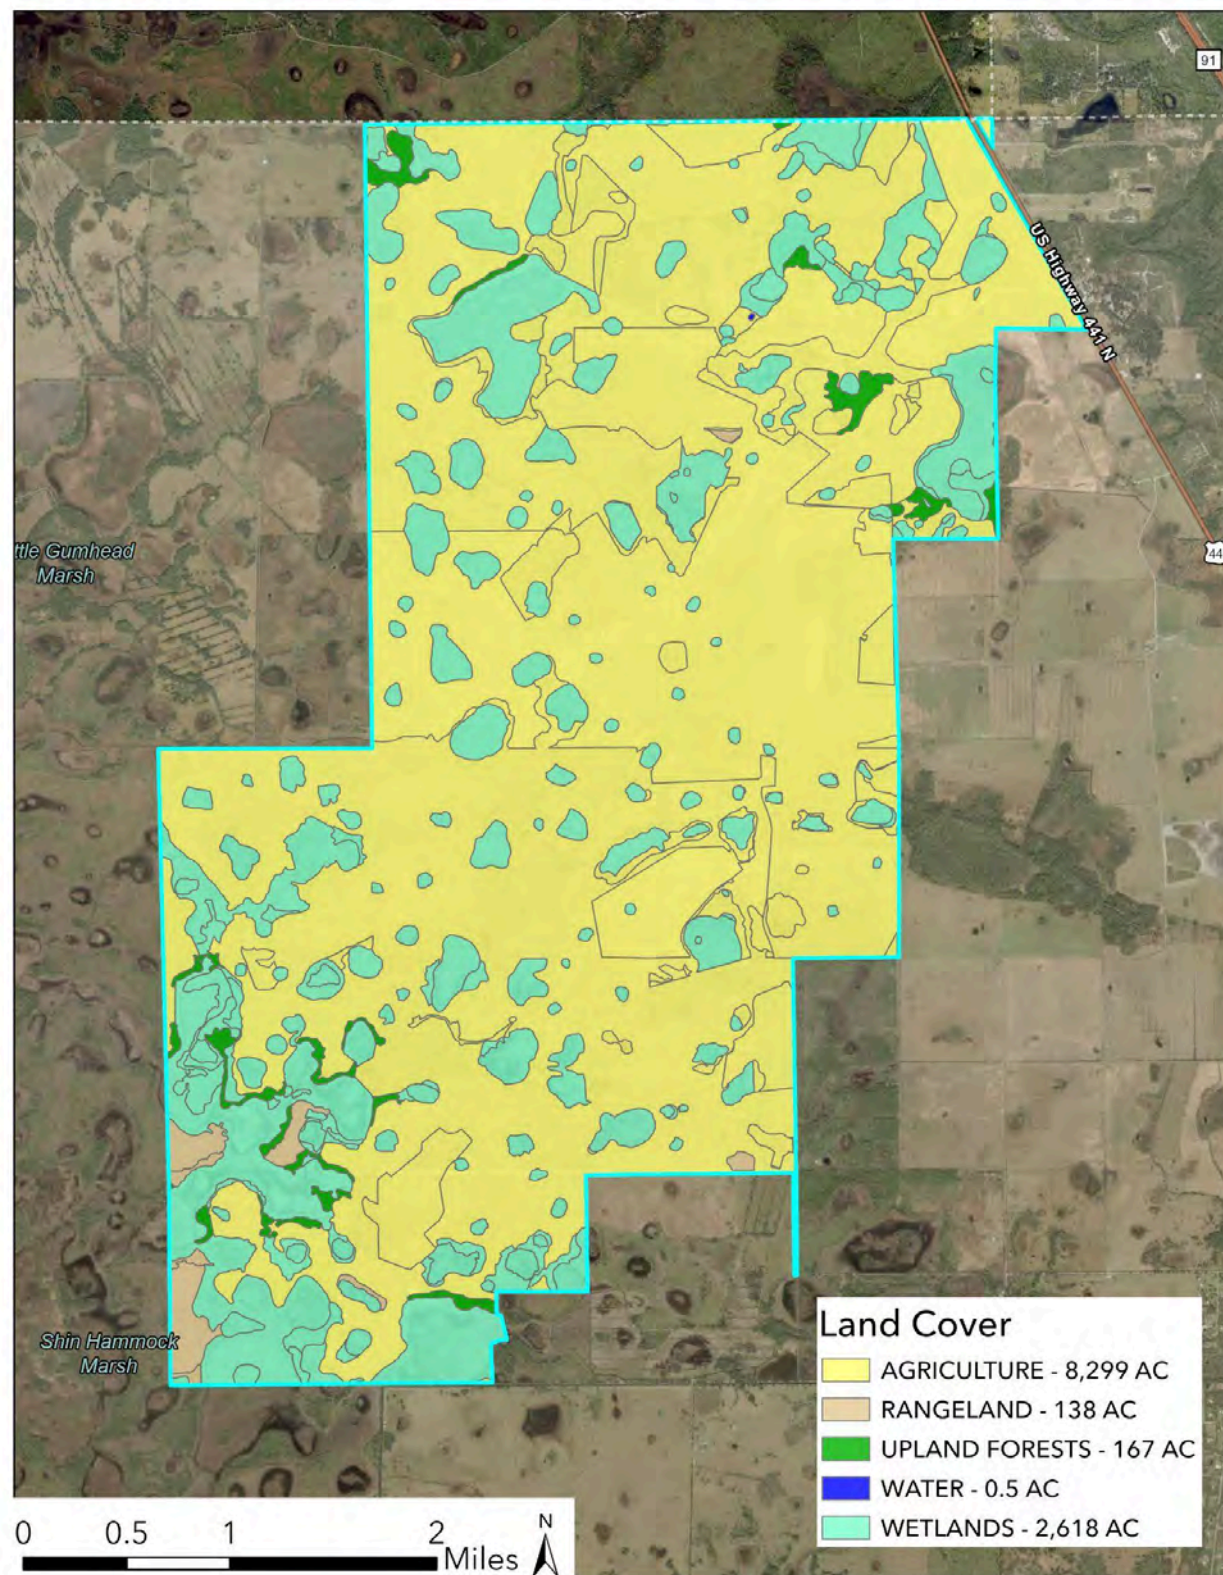 91
US Highway 441 N
44
ttle Gumhead
Marsh
Shin Hammock
Marsh
Land Cover
AGRICULTURE - 8,299 AC
RANGELAND - 138 AC
UPLAND FORESTS - 167 AC
WATER - 0.5 AC
WETLANDS - 2,618 AC
0 0.5 1 2
Miles
N